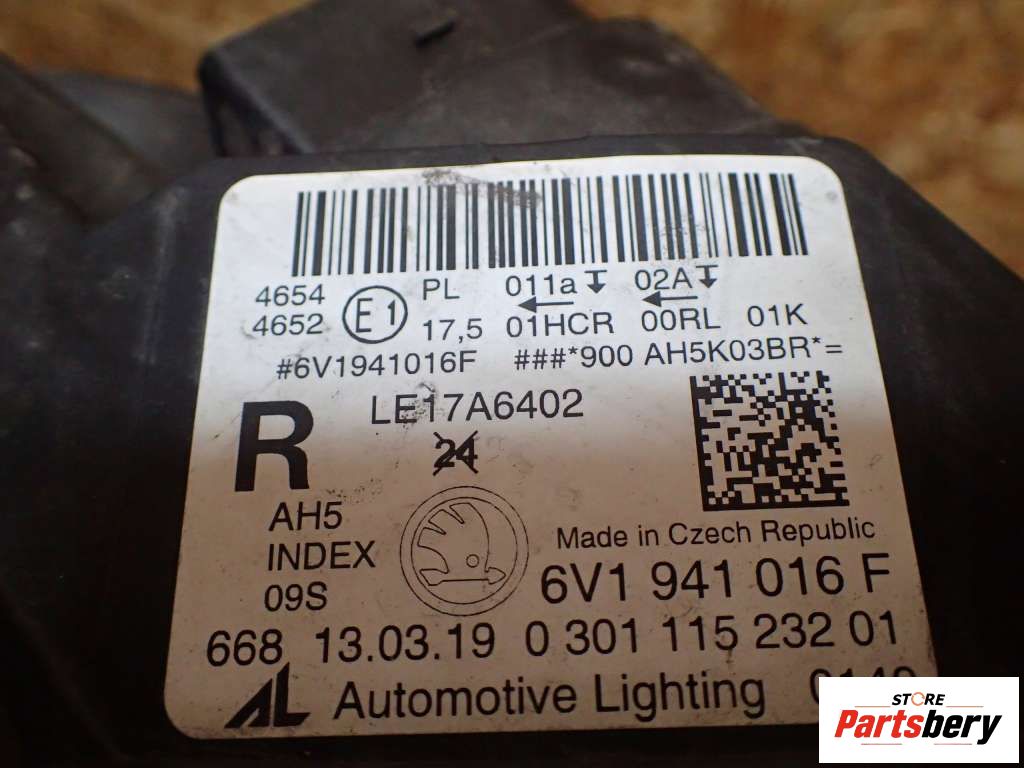 4654 E1 PL 011a 02A
4652 17,5 01HCR 00RL 01K
#6V1941016F ###*900 AH5K03BR*=
R LE17A6402
24
AH5
INDEX
09S
Made in Czech Republic
6V1 941 016 F
668 13.03.19 0 301 115 232 01
AL Automotive Lighting
STORE
Partsbery